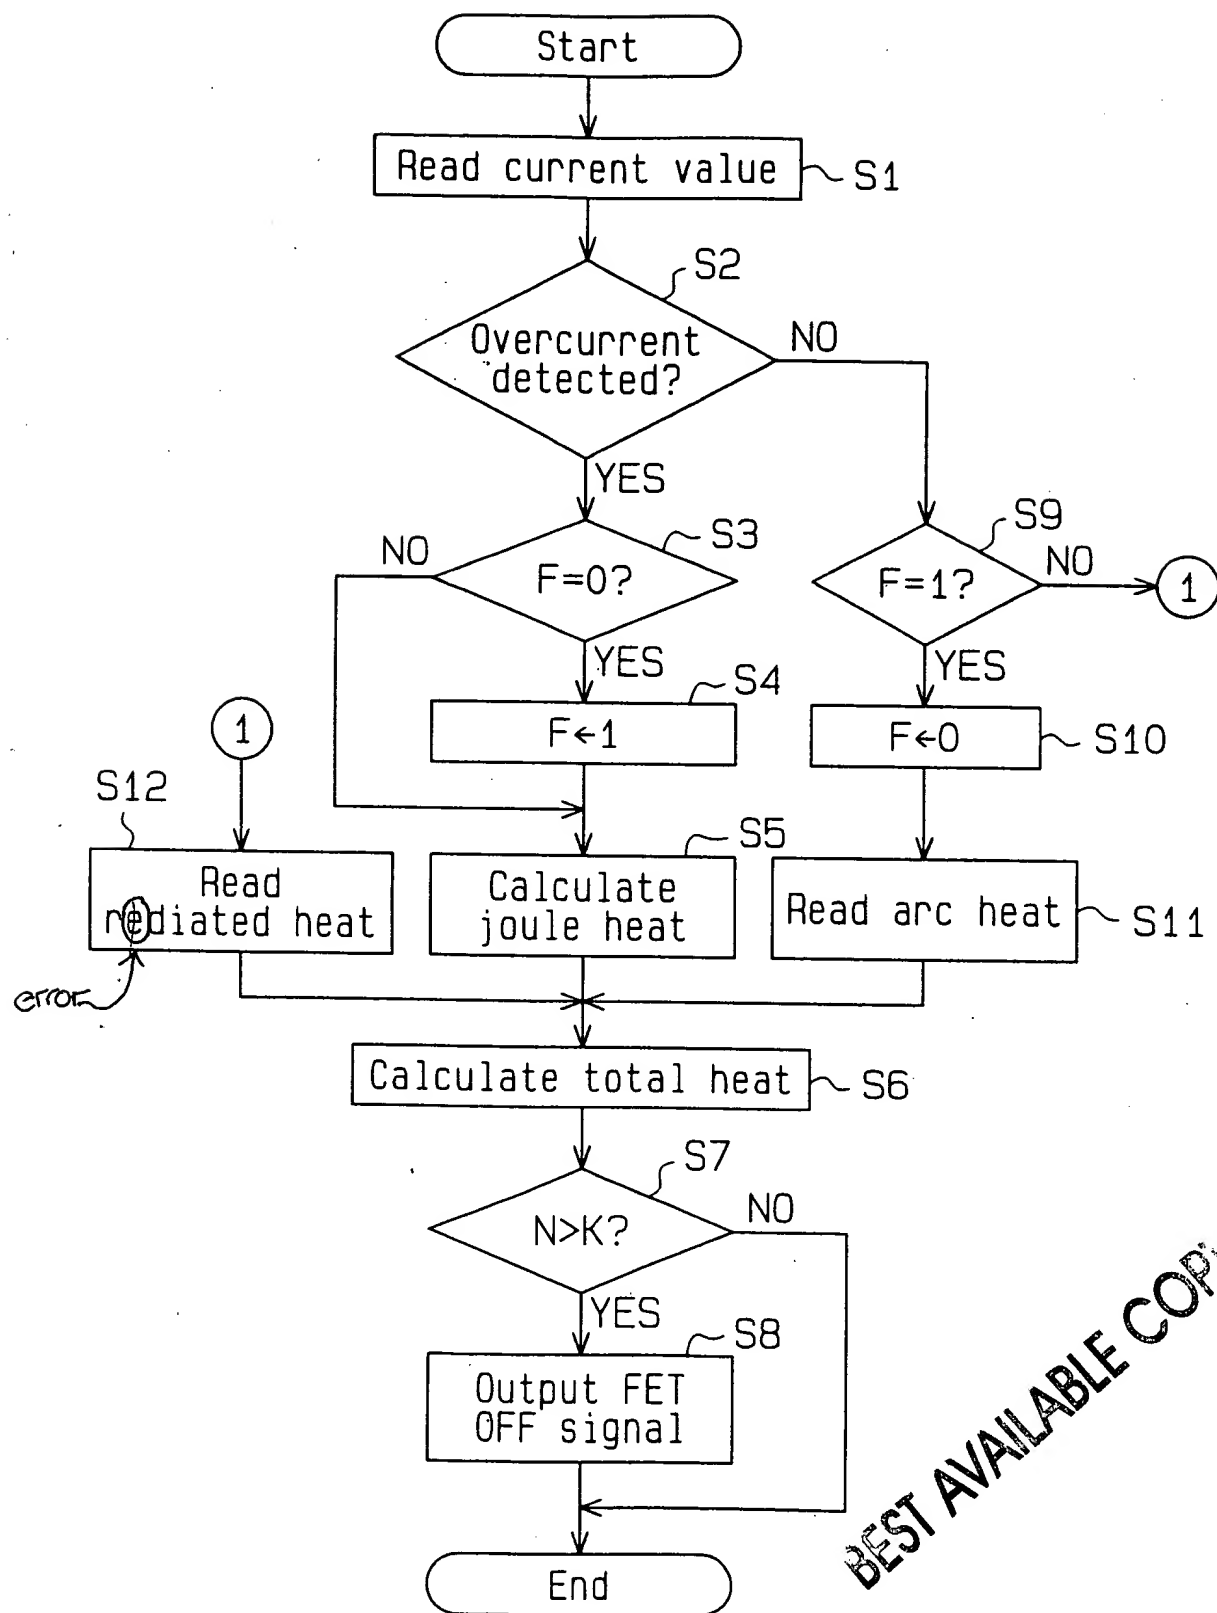 Start
Read current value
S1
S2
Overcurrent
detected?
NO
YES
S3
NO
F=0?
YES
S4
F←1
S9
F=1?
NO
1
YES
F←0
S10
1
S12
Read
rediated heat
error
S5
Calculate
joule heat
Read arc heat
S11
Calculate total heat
S6
S7
N>K?
NO
YES
S8
Output FET
OFF signal
End
BEST AVAILABLE COPY